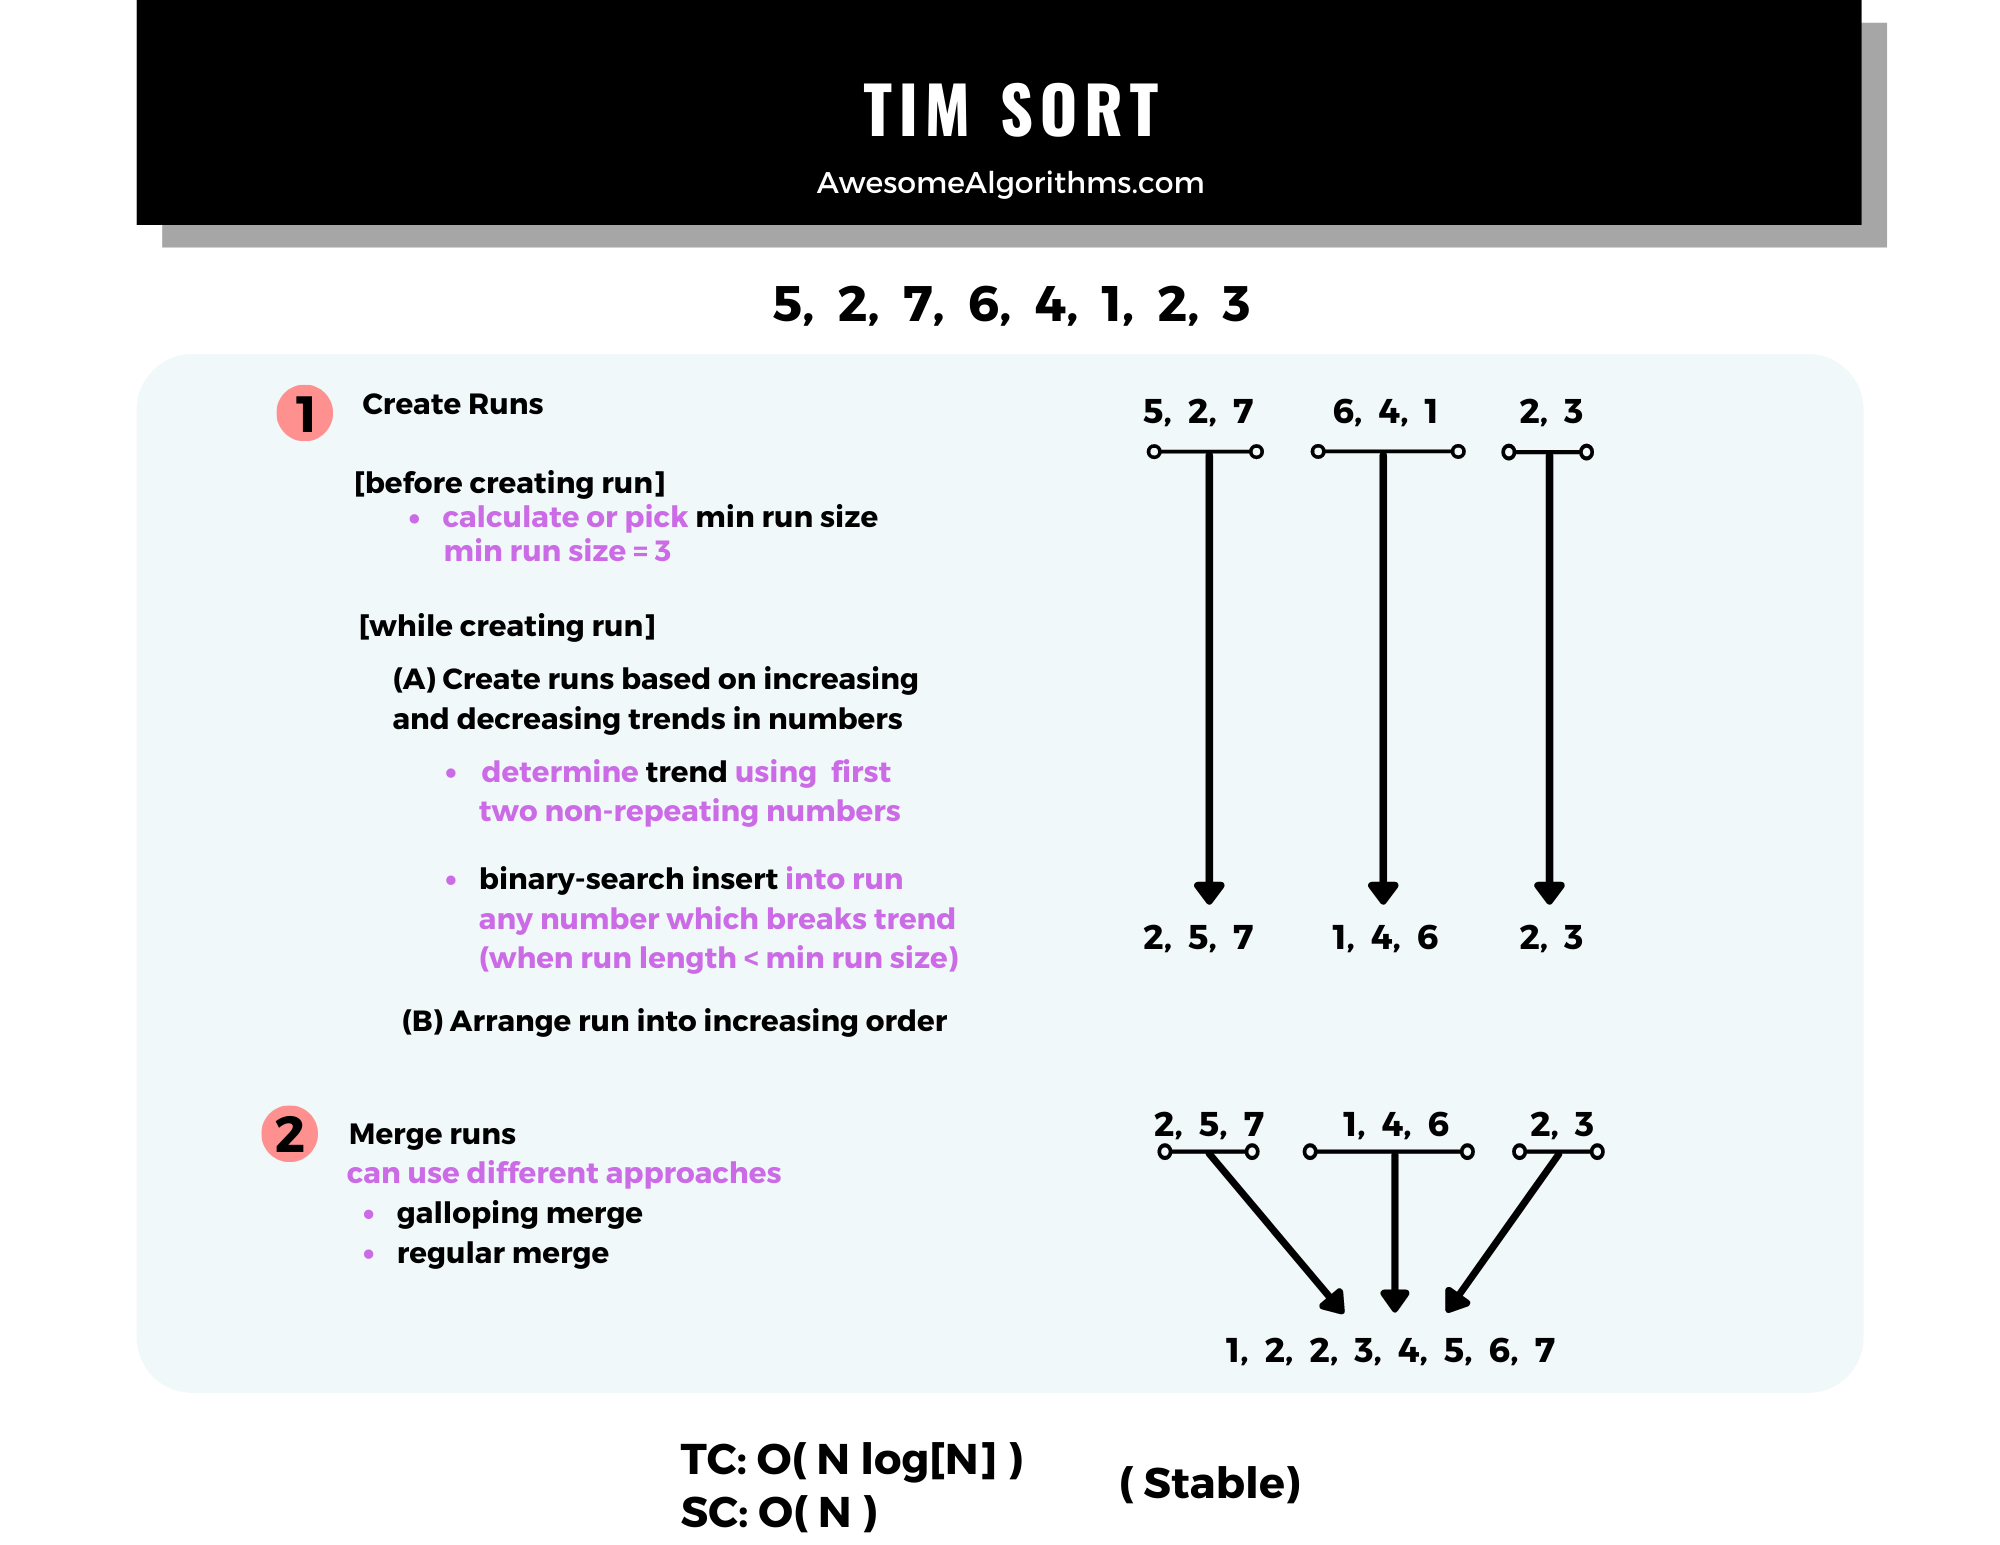 TIM SORT
AwesomeAlgorithms.com
5, 2, 7, 6, 4, 1, 2, 3
1 Create Runs
[before creating run]
• calculate or pick min run size
min run size = 3
[while creating run]
(A) Create runs based on increasing
and decreasing trends in numbers
• determine trend using first
two non-repeating numbers
• binary-search insert into run
any number which breaks trend
(when run length < min run size)
(B) Arrange run into increasing order
5, 2, 7 6, 4, 1 2, 3
2, 5, 7 1, 4, 6 2, 3
2 Merge runs
can use different approaches
• galloping merge
• regular merge
2, 5, 7 1, 4, 6 2, 3
1, 2, 2, 3, 4, 5, 6, 7
TC: O( N log[N] )
SC: O( N )
( Stable)